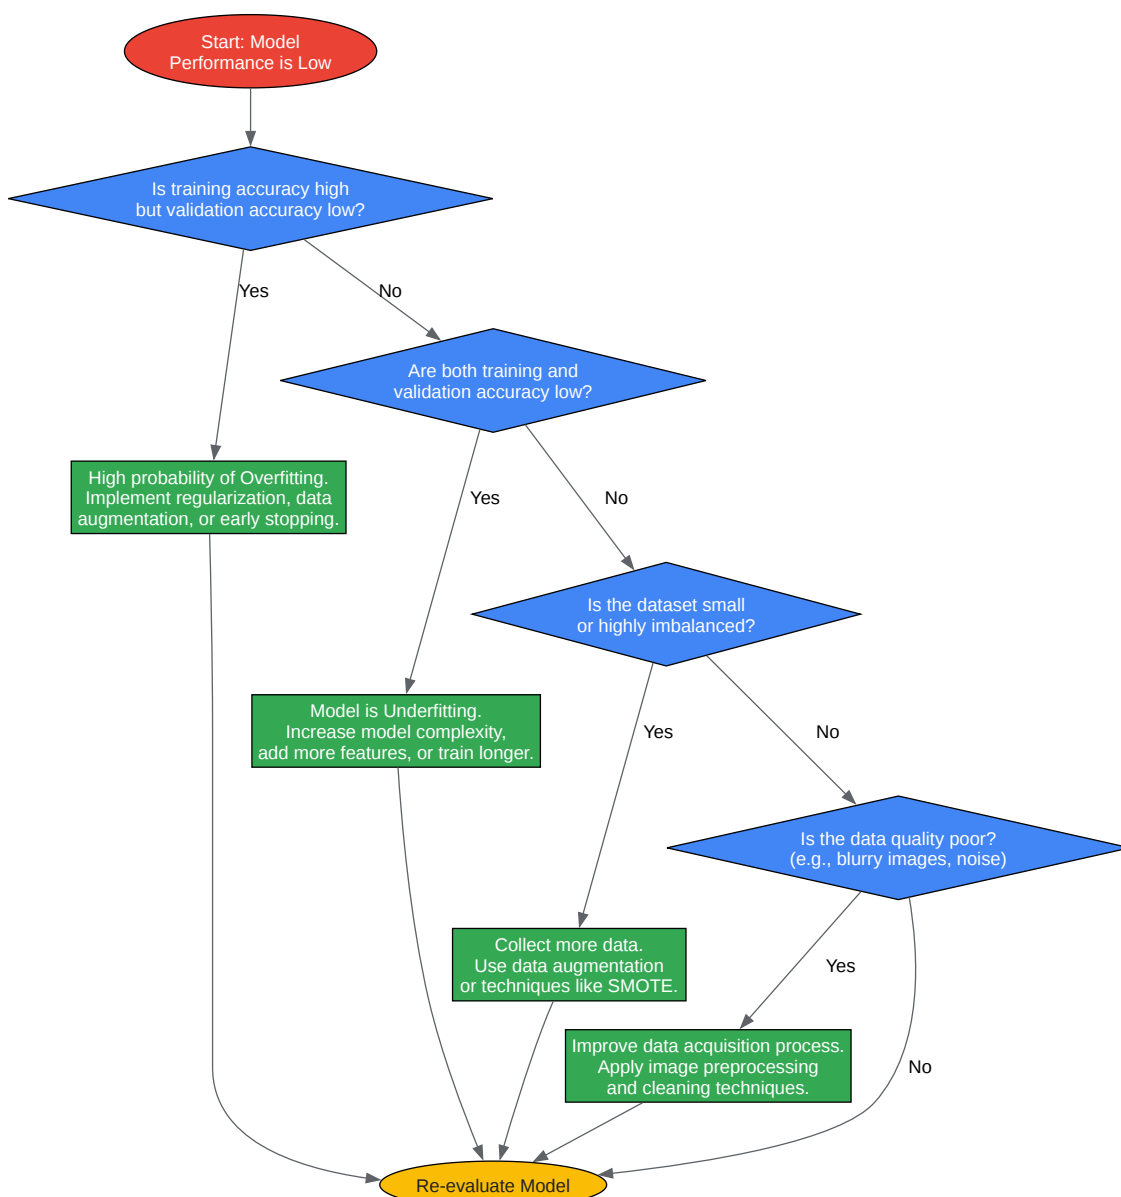 Start: Model
Performance is Low
Is training accuracy high
but validation accuracy low?
Yes
No
Are both training and
validation accuracy low?
High probability of Overfitting.
Implement regularization, data
augmentation, or early stopping.
Yes
No
Is the dataset small
or highly imbalanced?
Model is Underfitting.
Increase model complexity,
add more features, or train longer.
Yes
No
Is the data quality poor?
(e.g., blurry images, noise)
Collect more data.
Use data augmentation
or techniques like SMOTE.
Yes
Improve data acquisition process.
Apply image preprocessing
and cleaning techniques.
No
Re-evaluate Model